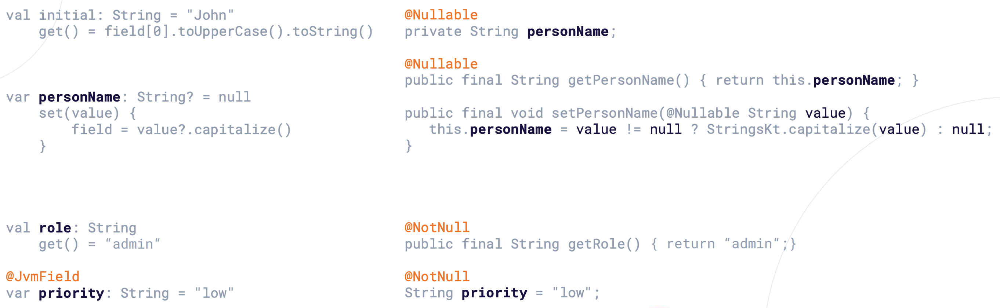 val initial: String = "John"
    get() = field[0].toUpperCase().toString()
var personName: String? = null
    set(value) {
        field = value?.capitalize()
    }
val role: String
    get() = “admin“
@JvmField
var priority: String = "low"
@Nullable
private String personName;
@Nullable
public final String getPersonName() { return this.personName; }
public final void setPersonName(@Nullable String value) {
   this.personName = value != null ? StringsKt.capitalize(value) : null;
}
@NotNull
public final String getRole() { return “admin“;}
@NotNull
String priority = "low";